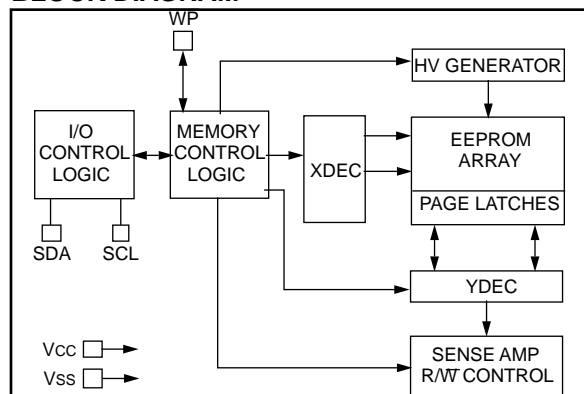 BLOCK DIAGRAM
WP
HV GENERATOR
I/O
CONTROL
LOGIC
MEMORY
CONTROL
LOGIC
XDEC
EEPROM
ARRAY
PAGE LATCHES
SDA
SCL
YDEC
VCC
VSS
SENSE AMP
R/W̅ CONTROL